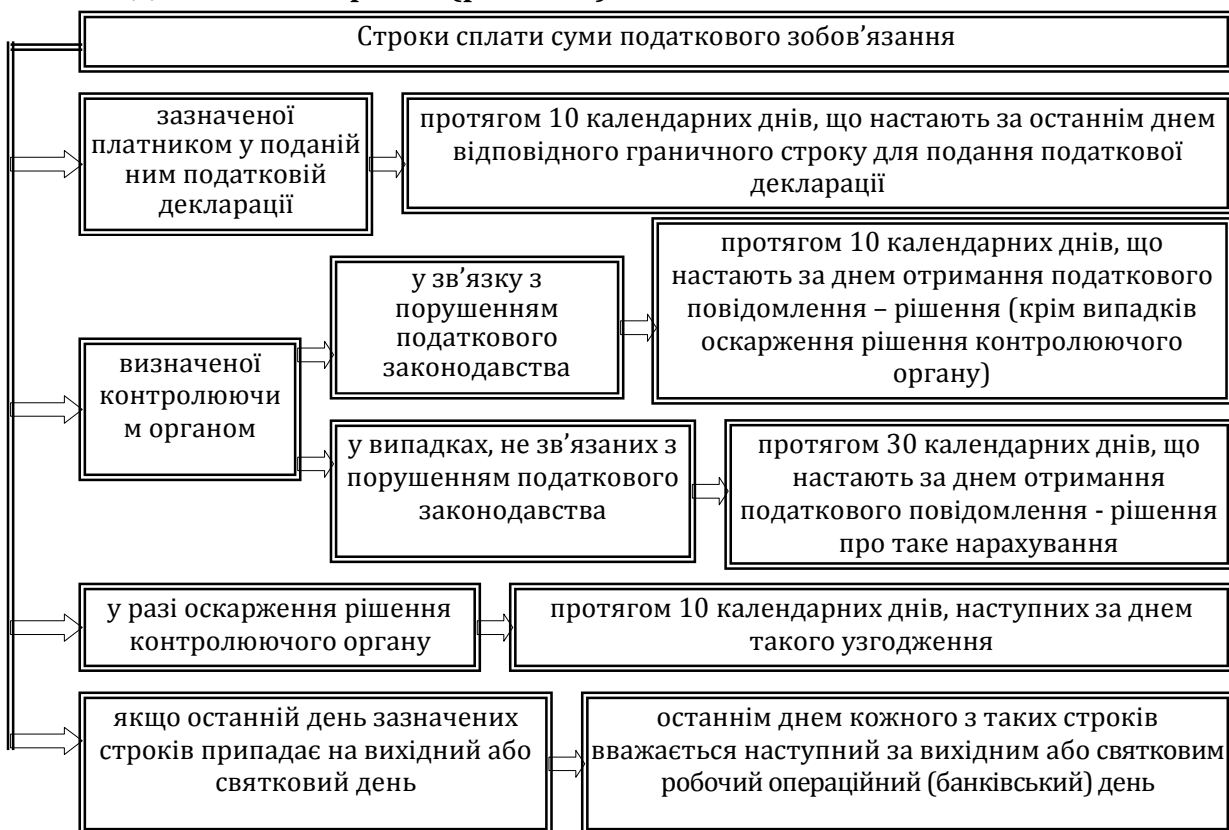 Строки сплати суми податкового зобов’язання
зазначеної
платником у поданій
ним податковій
декларації
протягом 10 календарних днів, що настають за останнім днем
відповідного граничного строку для подання податкової
декларації
визначеної
контролюючи
м органом
у зв’язку з
порушенням
податкового
законодавства
протягом 10 календарних днів, що
настають за днем отримання податкового
повідомлення – рішення (крім випадків
оскарження рішення контролюючого
органу)
у випадках, не зв’язаних з
порушенням податкового
законодавства
протягом 30 календарних днів, що
настають за днем отримання
податкового повідомлення - рішення
про таке нарахування
у разі оскарження рішення
контролюючого органу
протягом 10 календарних днів, наступних за днем
такого узгодження
якщо останній день зазначених
строків припадає на вихідний або
святковий день
останнім днем кожного з таких строків
вважається наступний за вихідним або святковим
робочий операційний (банківський) день